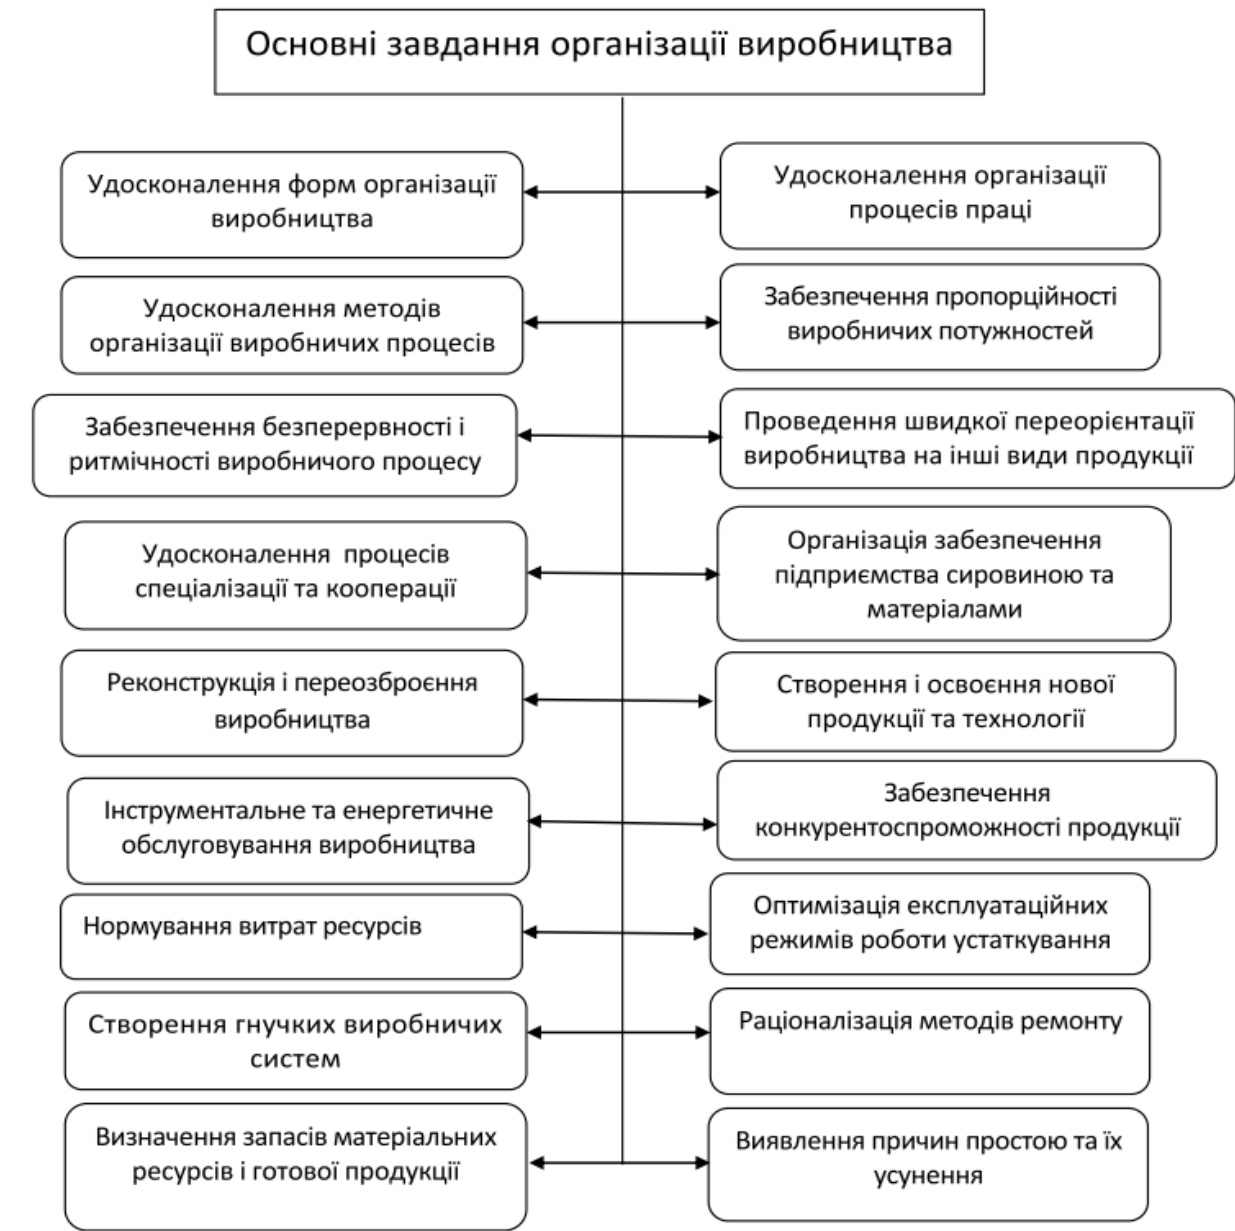 Основні завдання організації виробництва
Удосконалення форм організації
виробництва
Удосконалення організації
процесів праці
Удосконалення методів
організації виробничих процесів
Забезпечення пропорційності
виробничих потужностей
Забезпечення безперервності і
ритмічності виробничого процесу
Проведення швидкої переорієнтації
виробництва на інші види продукції
Удосконалення процесів
спеціалізації та кооперації
Організація забезпечення
підприємства сировиною та
матеріалами
Реконструкція і переозброєння
виробництва
Створення і освоєння нової
продукції та технології
Інструментальне та енергетичне
обслуговування виробництва
Забезпечення
конкурентоспроможності продукції
Нормування витрат ресурсів
Оптимізація експлуатаційних
режимів роботи устаткування
Створення гнучких виробничих
систем
Раціоналізація методів ремонту
Визначення запасів матеріальних
ресурсів і готової продукції
Виявлення причин простою та їх
усунення